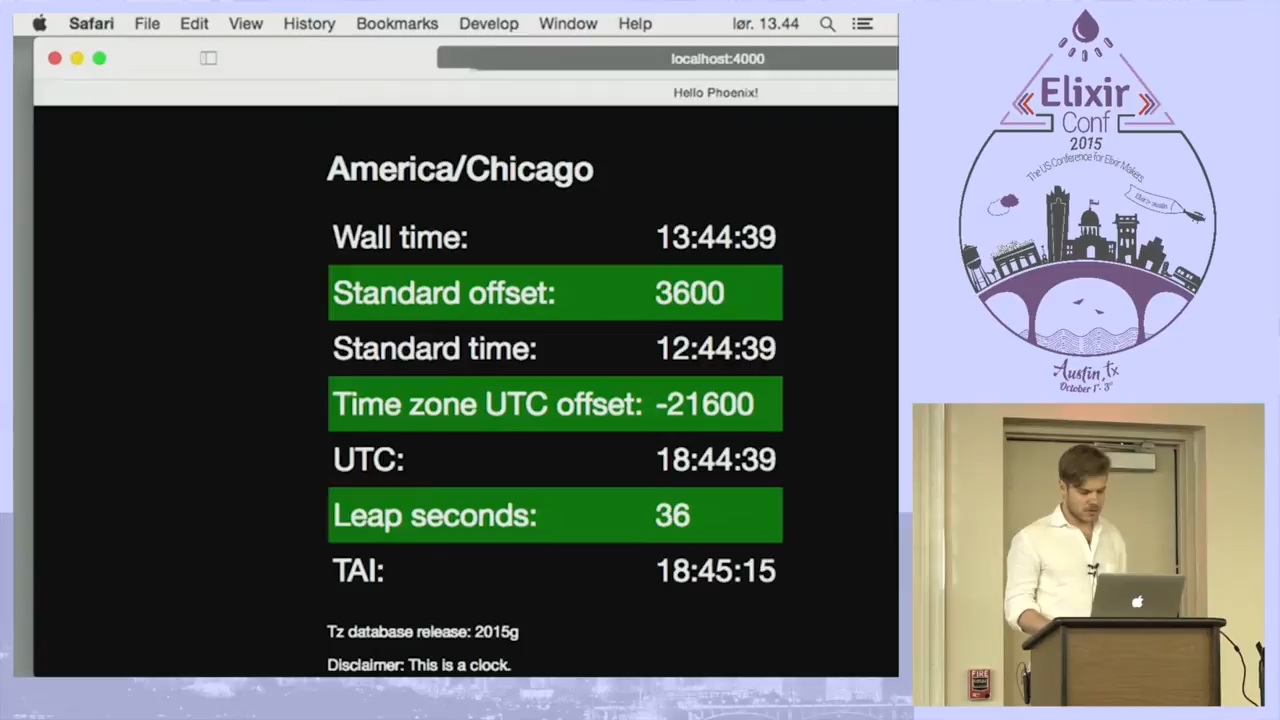 Safari File Edit View History Bookmarks Develop Window Help lør. 13.44
localhost:4000
Hello Phoenix!
America/Chicago
Wall time: 13:44:39
Standard offset: 3600
Standard time: 12:44:39
Time zone UTC offset: -21600
UTC: 18:44:39
Leap seconds: 36
TAI: 18:45:15
Tz database release: 2015g
Disclaimer: This is a clock.
Elixir
Conf
2015
The US Conference for Elixir Makers
Austin, tx
October 1st - 3rd
FIRE